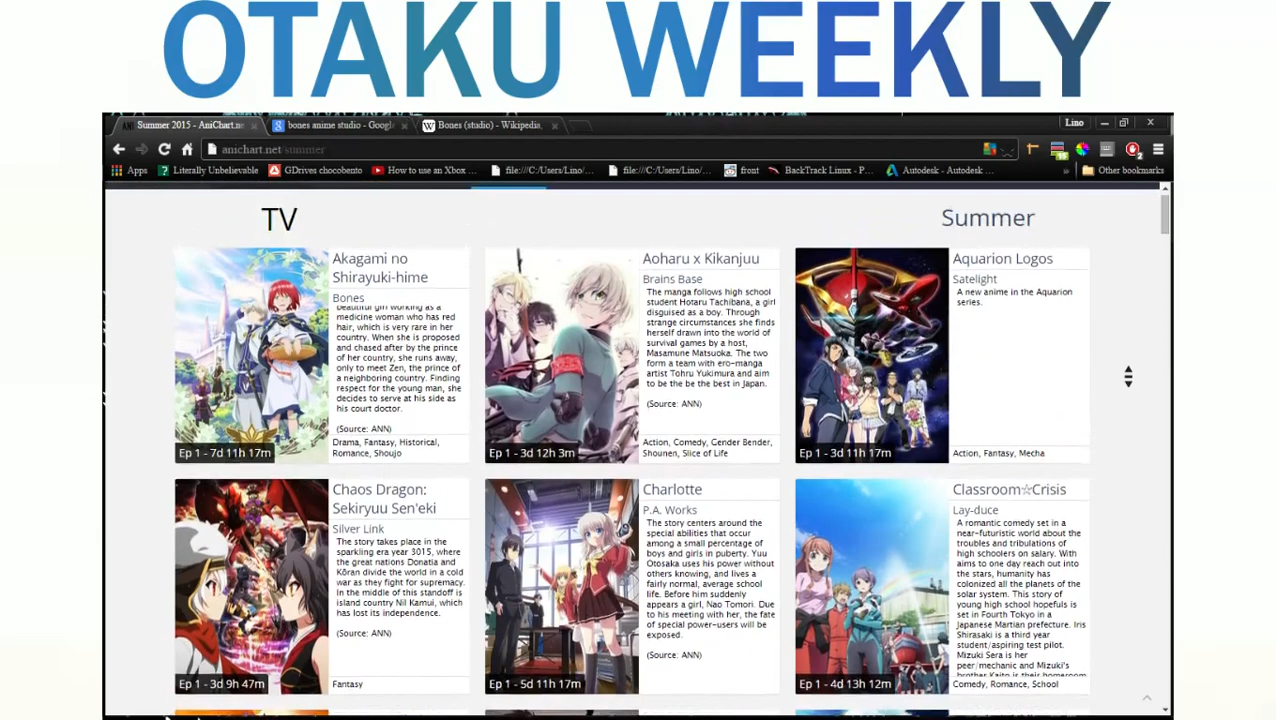 OTAKU WEEKLY
Summer 2015 - AniChart.ne
bones anime studio - Googl
Bones (studio) - Wikipedia,
Lino
anichart.net/summer
Apps
Literally Unbelievable
GDrives chocobento
How to use an Xbox ...
file:///C:/Users/Lino/...
file:///C:/Users/Lino/...
front
BackTrack Linux - P...
Autodesk - Autodesk ...
»
Other bookmarks
TV
Summer
Akagami no
Shirayuki-hime
Bones
beautiful girl working as a
medicine woman who has red
hair, which is very rare in her
country. When she is proposed
and chased after by the prince
of her country, she runs away,
only to meet Zen, the prince of
a neighboring country. Finding
respect for the young man, she
decides to serve at his side as
his court doctor.
(Source: ANN)
Drama, Fantasy, Historical,
Romance, Shoujo
Ep 1 - 7d 11h 17m
Aoharu x Kikanjuu
Brains Base
The manga follows high school
student Hotaru Tachibana, a girl
disguised as a boy. Through
strange circumstances she finds
herself drawn into the world of
survival games by a host,
Masamune Matsuoka. The two
form a team with ero-manga
artist Tohru Yukimura and aim
to be the be the best in Japan.
(Source: ANN)
Action, Comedy, Gender Bender,
Shounen, Slice of Life
Ep 1 - 3d 12h 3m
Aquarion Logos
Satelight
A new anime in the Aquarion
series.
Action, Fantasy, Mecha
Ep 1 - 3d 11h 17m
Chaos Dragon:
Sekiryuu Sen'eki
Silver Link
The story takes place in the
sparkling era year 3015, where
the great nations Donatia and
Kôran divide the world in a cold
war as they fight for supremacy.
In the middle of this standoff is
island country Nil Kamui, which
has lost its independence.
(Source: ANN)
Fantasy
Ep 1 - 3d 9h 47m
Charlotte
P.A. Works
The story centers around the
special abilities that occur
among a small percentage of
boys and girls in puberty. Yuu
Otosaka uses his power without
others knowing, and lives a
fairly normal, average school
life. Before him suddenly
appears a girl, Nao Tomori. Due
to his meeting with her, the fate
of special power-users will be
exposed.
(Source: ANN)
Ep 1 - 5d 11h 17m
Classroom☆Crisis
Lay-duce
A romantic comedy set in a
near-futuristic world about the
troubles and tribulations of
high schoolers on salary. With
aims to one day reach out into
the stars, humanity has
colonized all the planets of the
solar system. This story of
young high school hopefuls is
set in Fourth Tokyo in a
Japanese Martian prefecture. Iris
Shirasaki is a third year
student/aspiring test pilot.
Mizuki Sera is her
peer/mechanic and Mizuki's
brother Kaito is their homeroom
Comedy, Romance, School
Ep 1 - 4d 13h 12m